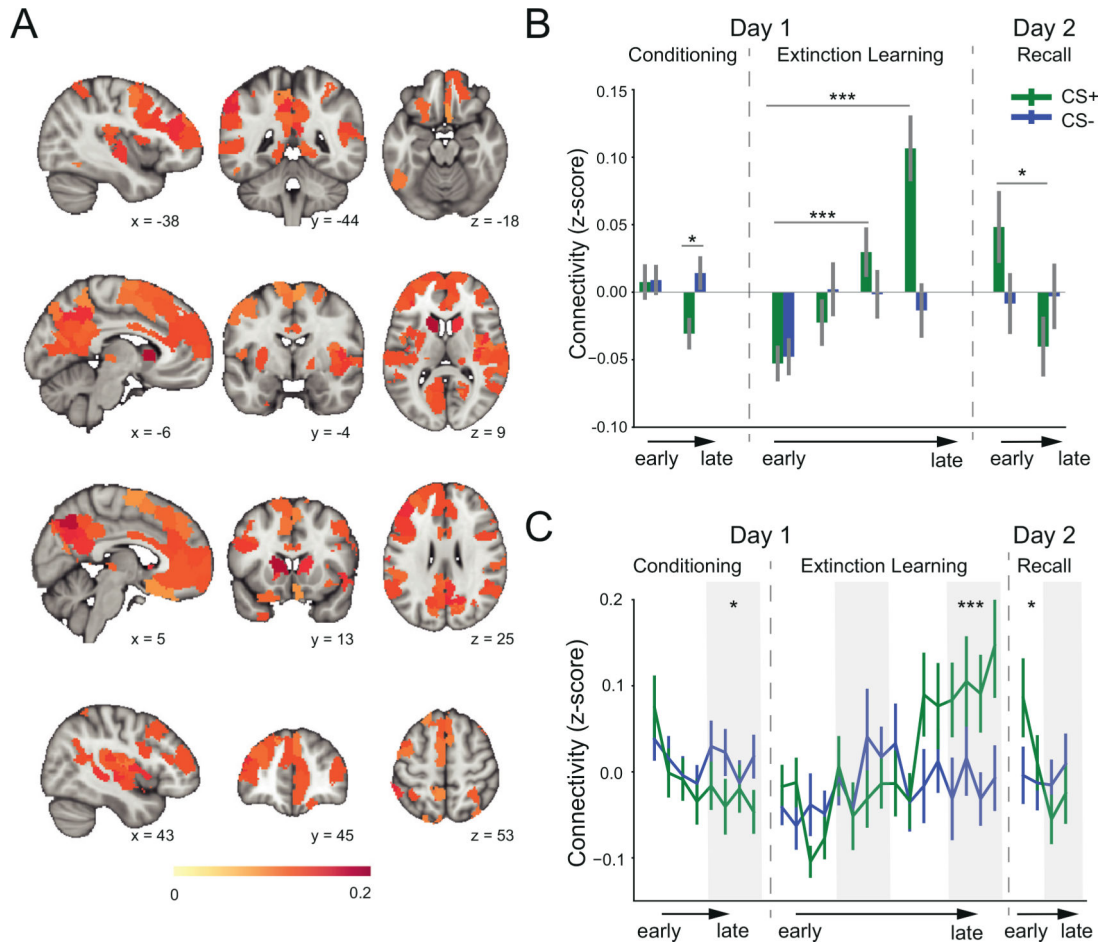 A
x = -38
y = -44
z = -18
x = -6
y = -4
z = 9
x = 5
y = 13
z = 25
x = 43
y = 45
z = 53
0
0.2
B
Day 1
Day 2
Conditioning
Extinction Learning
Recall
CS+
CS-
Connectivity (z-score)
0.15
0.10
0.05
0.00
−0.05
-0.10
*
***
***
*
early
late
early
late
early
late
C
Day 1
Day 2
Conditioning
Extinction Learning
Recall
Connectivity (z-score)
0.2
0.1
0.0
−0.1
*
***
*
early
late
early
late
early
late